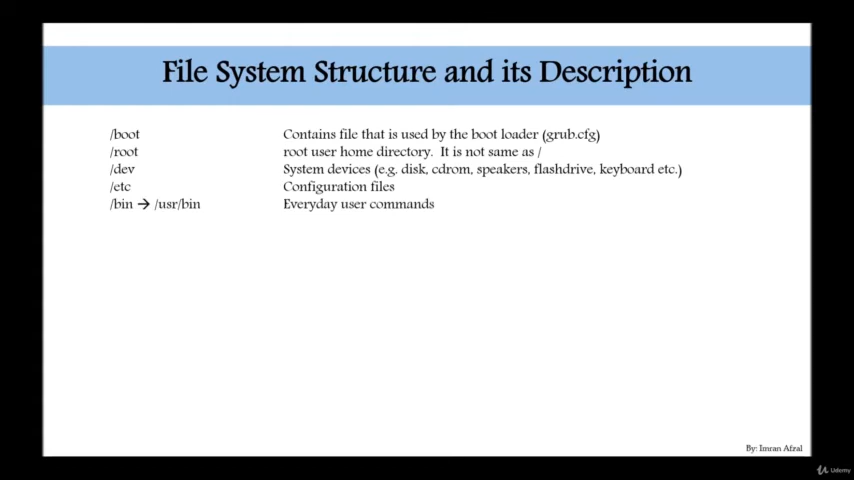 File System Structure and its Description
/boot Contains file that is used by the boot loader (grub.cfg)
/root root user home directory. It is not same as /
/dev System devices (e.g. disk, cdrom, speakers, flashdrive, keyboard etc.)
/etc Configuration files
/bin → /usr/bin Everyday user commands
By: Imran Afzal
Udemy